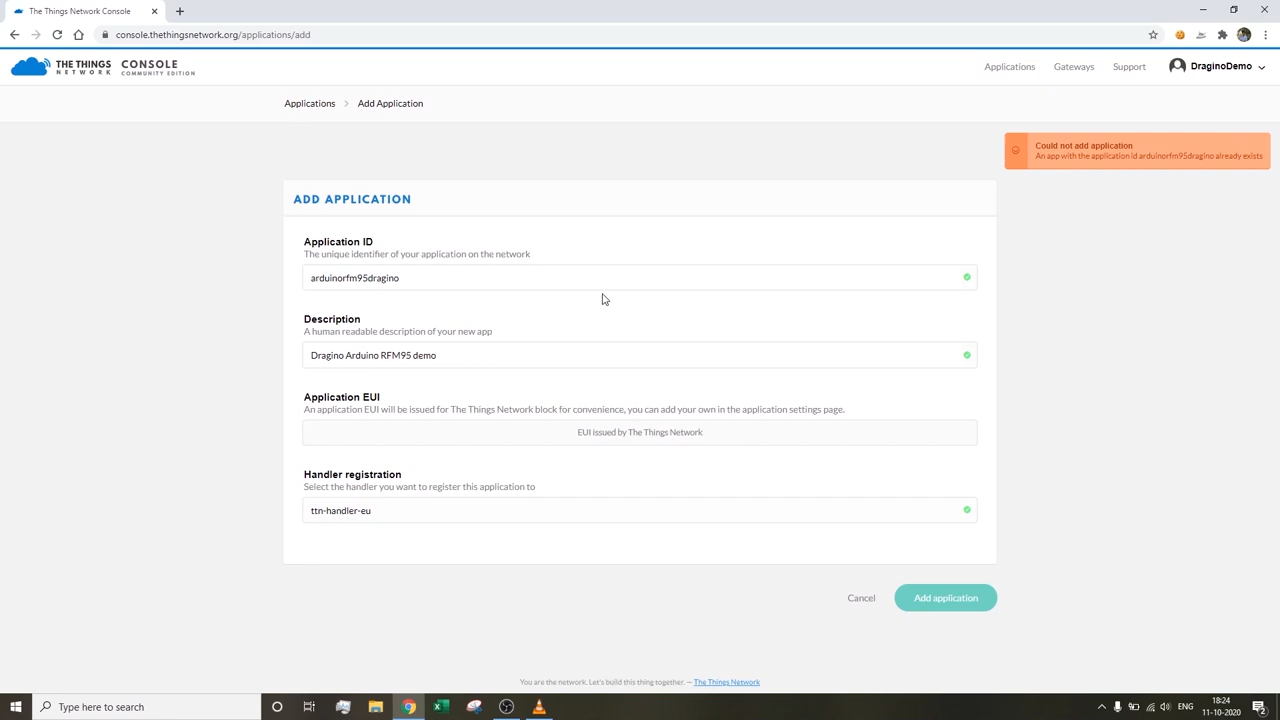 The Things Network Console
console.thethingsnetwork.org/applications/add
THE THINGS
NETWORK
CONSOLE
COMMUNITY EDITION
Applications
Gateways
Support
DraginoDemo
Applications
Add Application
Could not add application
An app with the application id arduinorfm95dragino already exists
ADD APPLICATION
Application ID
The unique identifier of your application on the network
arduinorfm95dragino
Description
A human readable description of your new app
Dragino Arduino RFM95 demo
Application EUI
An application EUI will be issued for The Things Network block for convenience, you can add your own in the application settings page.
EUI issued by The Things Network
Handler registration
Select the handler you want to register this application to
ttn-handler-eu
Cancel
Add application
You are the network. Let's build this thing together. — The Things Network
Type here to search
ENG
18:24
11-10-2020
2